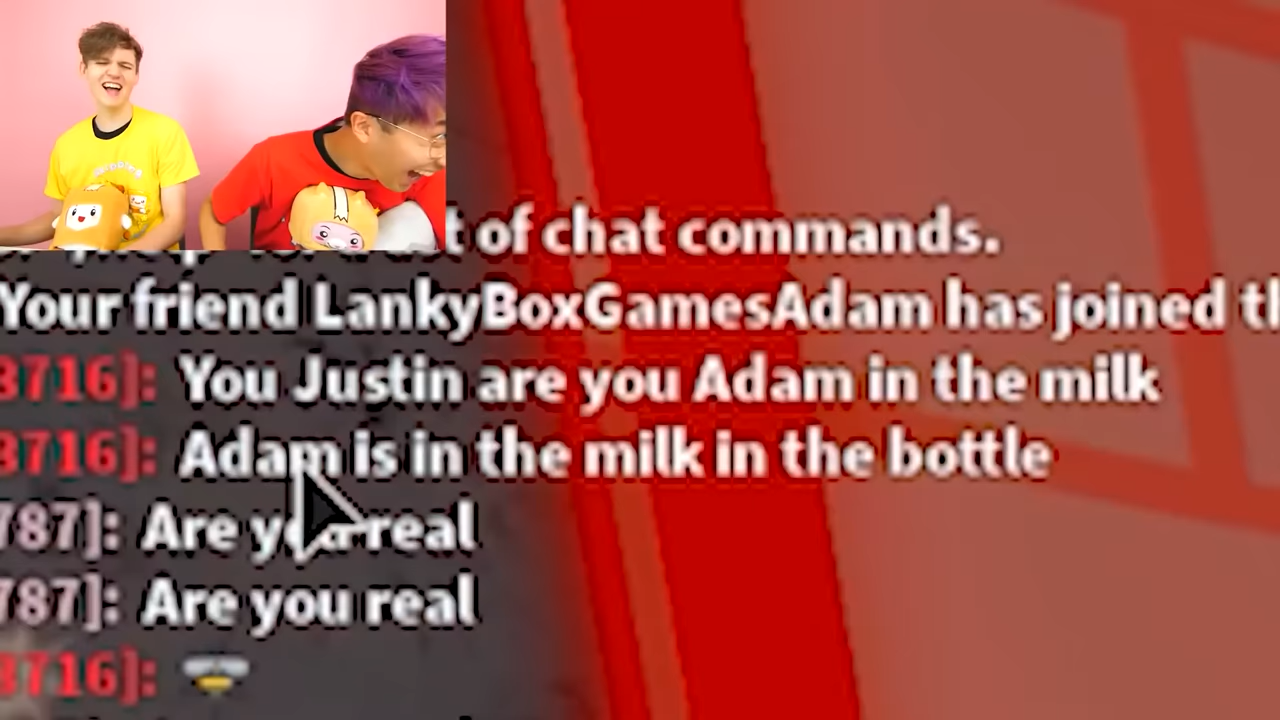 of chat commands.
Your friend LankyBoxGamesAdam has joined
3716]: You Justin are you Adam in the milk
3716]: Adam is in the milk in the bottle
787]: Are you real
787]: Are you real
3716]: 🐝